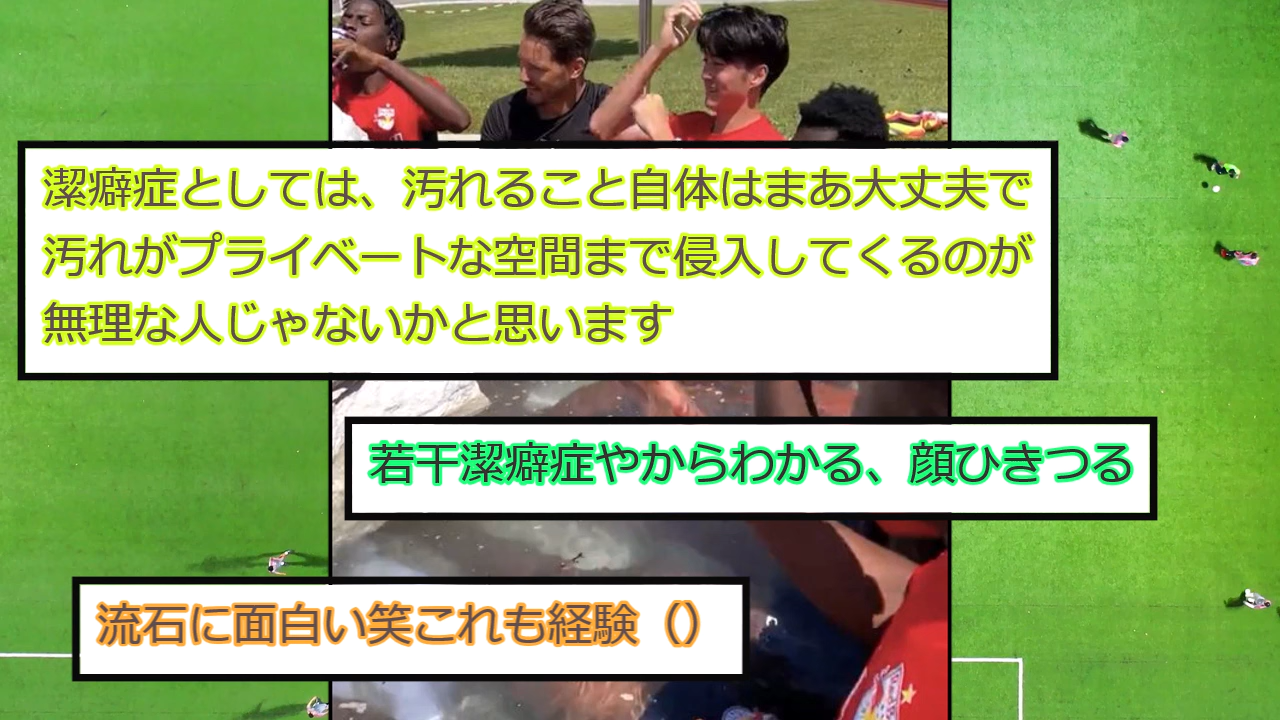 潔癖症としては、汚れること自体はまあ大丈夫で
汚れがプライベートな空間まで侵入してくるのが
無理な人じゃないかと思います
若干潔癖症やからわかる、顔ひきつる
流石に面白い笑これも経験（）